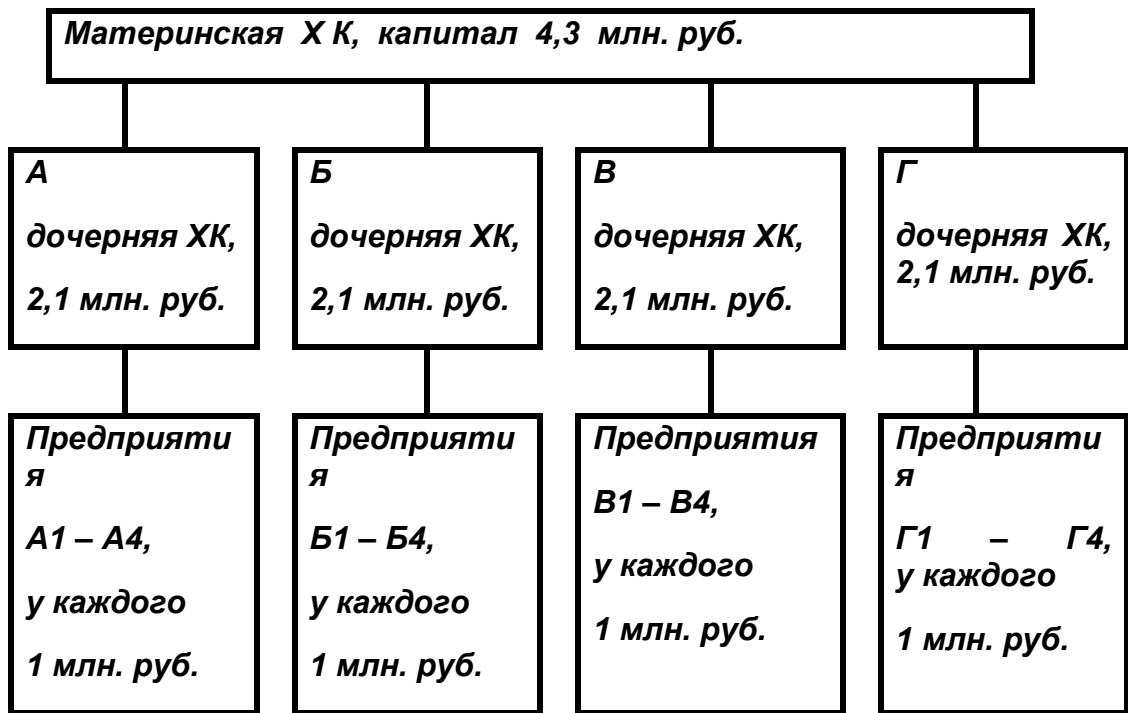 Материнская Х К, капитал 4,3 млн. руб.
А
дочерняя ХК,
2,1 млн. руб.
Б
дочерняя ХК,
2,1 млн. руб.
В
дочерняя ХК,
2,1 млн. руб.
Г
дочерняя ХК,
2,1 млн. руб.
Предприяти
я
А1 – А4,
у каждого
1 млн. руб.
Предприяти
я
Б1 – Б4,
у каждого
1 млн. руб.
Предприятия
В1 – В4,
у каждого
1 млн. руб.
Предприяти
я
Г1 – Г4,
у каждого
1 млн. руб.